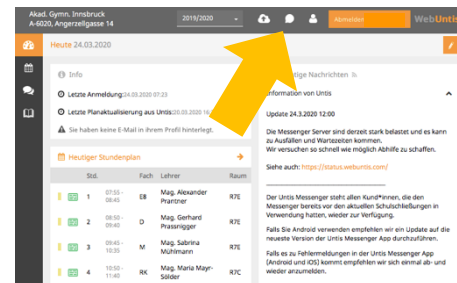 Akad. Gymn. Innsbruck
A-6020, Angerzellgasse 14
2019/2020
Abmelden
WebUntis
Heute 24.03.2020
Info
Letzte Anmeldung:24.03.2020 07:23
Letzte Planaktualisierung aus Untis:20.03.2020 16
Sie haben keine E-Mail in ihrem Profil hinterlegt.
Heutiger Stundenplan
Std. Fach Lehrer Raum
1 07:55 - 08:45 E8 Mag. Alexander Prantner R7E
2 08:55 - 09:40 D Mag. Gerhard Prassnigger R7E
3 09:45 - 10:35 M Mag. Sabrina Mühlmann R7E
4 10:50 - 11:40 RK Mag. Maria Mayr-Sölder R7C
tige Nachrichten
Information von Untis
Update 24.3.2020 12:00
Die Messenger Server sind derzeit stark belastet und es kann
zu Ausfällen und Wartezeiten kommen.
Wir versuchen so schnell wie möglich Abhilfe zu schaffen.
Siehe auch: https://status.webuntis.com/
Der Untis Messenger steht allen Kund*innen, die den
Messenger bereits vor den aktuellen Schulschließungen in
Verwendung hatten, wieder zur Verfügung.
Falls Sie Android verwenden empfehlen wir ein Update auf die
neueste Version der Untis Messenger App durchzuführen.
Falls es zu Fehlermeldungen in der Untis Messenger App
(Android und iOS) kommt empfehlen wir sich einmal ab- und
wieder anzumelden.